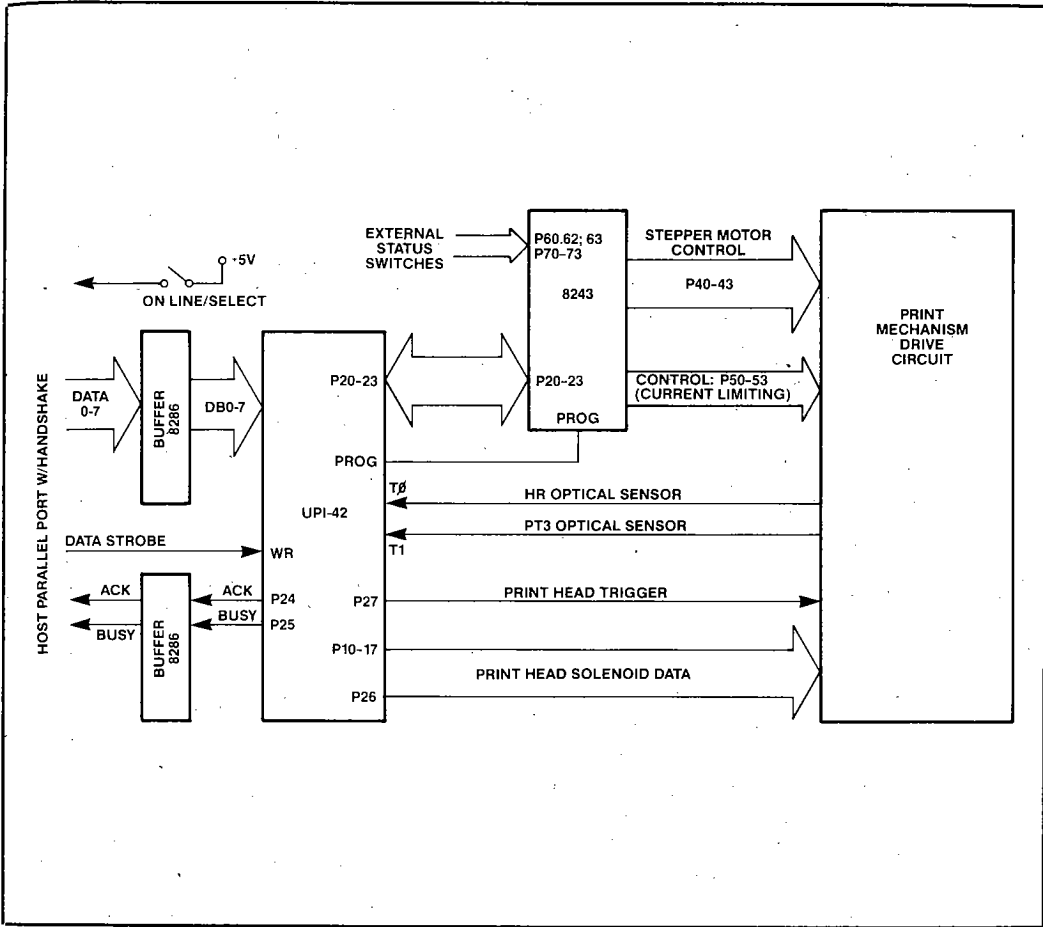 EXTERNAL
STATUS
SWITCHES
P60.62; 63
P70-73
8243
STEPPER MOTOR
CONTROL
P40-43
PRINT
MECHANISM
DRIVE
CIRCUIT
+5V
ON LINE/SELECT
HOST PARALLEL PORT W/HANDSHAKE
DATA
0-7
BUFFER
8286
DB0-7
P20-23
P20-23
CONTROL: P50-53
(CURRENT LIMITING)
PROG
PROG
UPI-42
TØ
HR OPTICAL SENSOR
PT3 OPTICAL SENSOR
T1
DATA STROBE
WR
ACK
BUSY
BUFFER
8286
ACK
BUSY
P24
P25
P27
PRINT HEAD TRIGGER
P10-17
PRINT HEAD SOLENOID DATA
P26